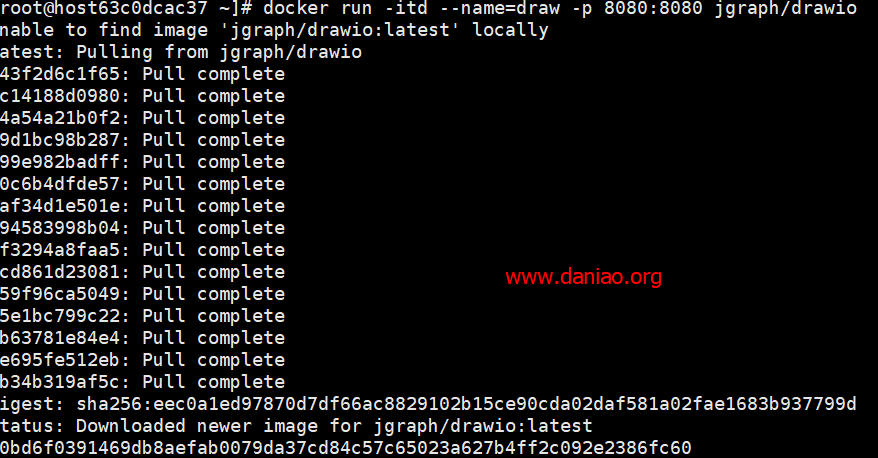 root@host63c0dcac37 ~]# docker run -itd --name=draw -p 8080:8080 jgraph/drawio
nable to find image 'jgraph/drawio:latest' locally
atest: Pulling from jgraph/drawio
43f2d6c1f65: Pull complete
c14188d0980: Pull complete
4a54a21b0f2: Pull complete
9d1bc98b287: Pull complete
99e982badff: Pull complete
0c6b4dfde57: Pull complete
af34d1e501e: Pull complete
94583998b04: Pull complete
f3294a8faa5: Pull complete
cd861d23081: Pull complete
www.daniao.org
59f96ca5049: Pull complete
5e1bc799c22: Pull complete
b63781e84e4: Pull complete
e695fe512eb: Pull complete
b34b319af5c: Pull complete
igest: sha256:eec0a1ed97870d7df66ac8829102b15ce90cda02daf581a02fae1683b937799d
tatus: Downloaded newer image for jgraph/drawio:latest
0bd6f0391469db8aefab0079da37cd84c57c65023a627b4ff2c092e2386fc60